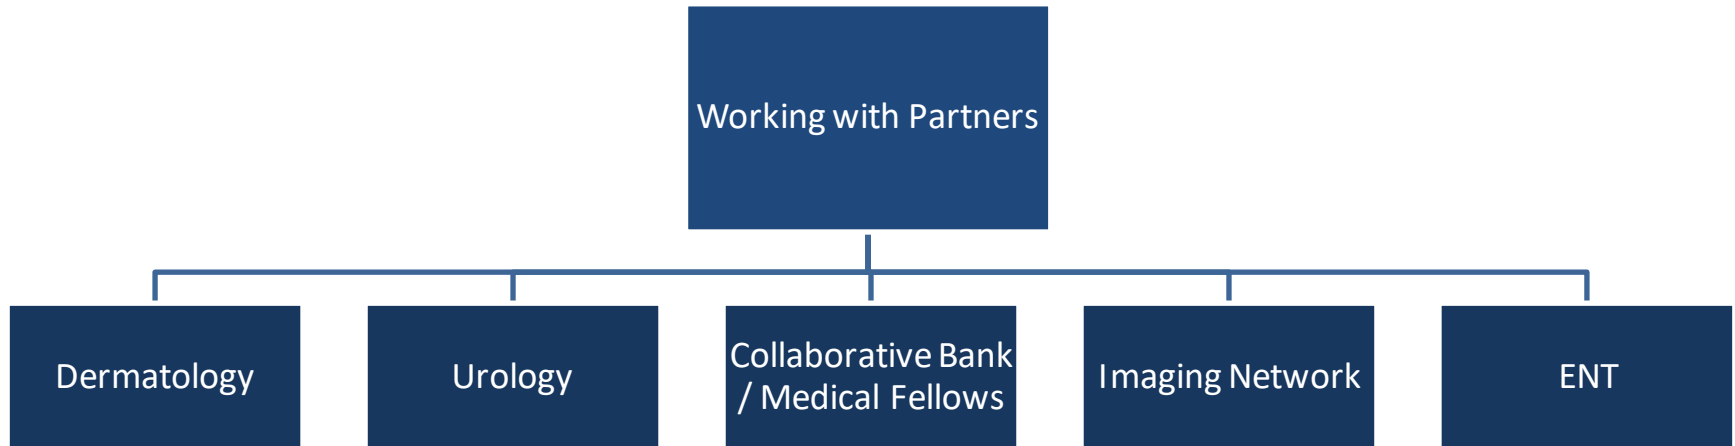 Working with Partners
Dermatology
Urology
Collaborative Bank
/ Medical Fellows
Imaging Network
ENT